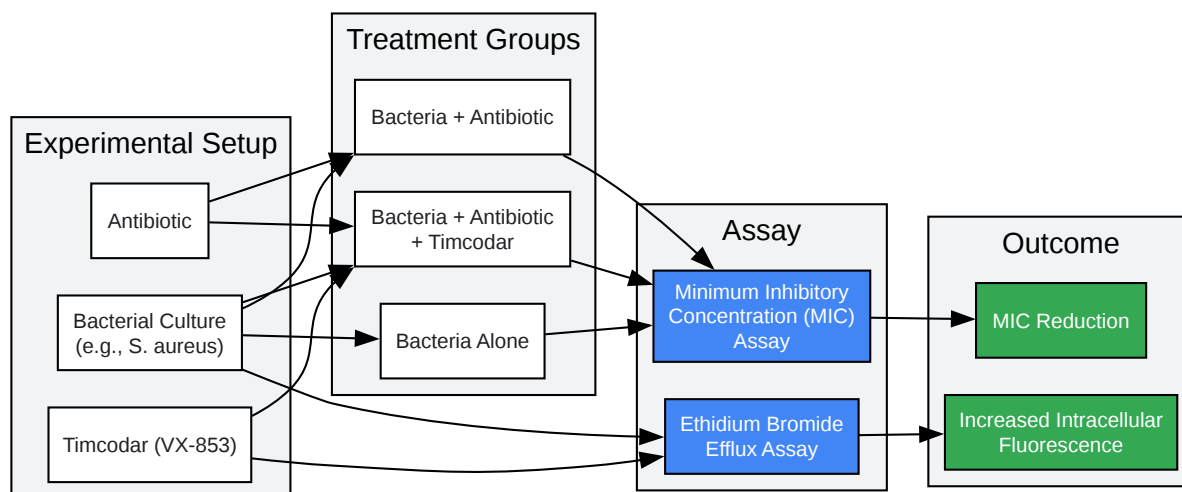 Experimental Setup
Antibiotic
Bacterial Culture
(e.g., S. aureus)
Timcodar (VX-853)
Treatment Groups
Bacteria + Antibiotic
Bacteria + Antibiotic
+ Timcodar
Bacteria Alone
Assay
Minimum Inhibitory
Concentration (MIC)
Assay
Ethidium Bromide
Efflux Assay
Outcome
MIC Reduction
Increased Intracellular
Fluorescence